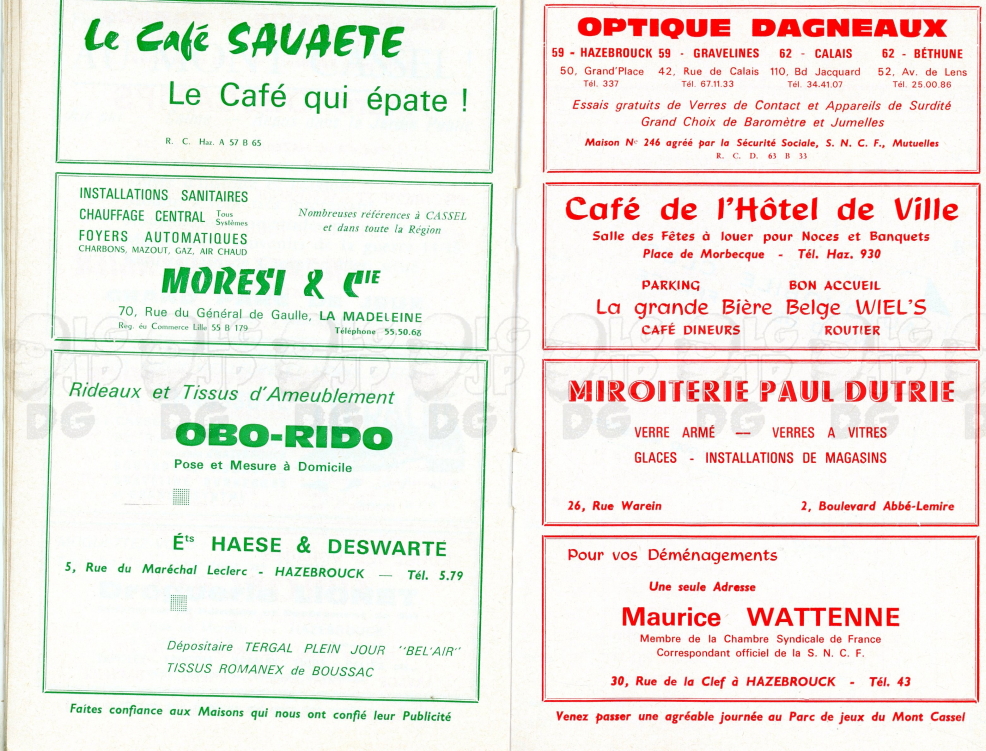 Le Café SAVAETE
Le Café qui épate !
R. C. Haz. A 57 B 65
INSTALLATIONS SANITAIRES
CHAUFFAGE CENTRAL Tous Systèmes
FOYERS AUTOMATIQUES
CHARBONS, MAZOUT, GAZ, AIR CHAUD
Nombreuses références à CASSEL
et dans toute la Région
MORESI & CIE
70, Rue du Général de Gaulle, LA MADELEINE
Reg. du Commerce Lille 55 B 179 Téléphone 55.50.68
Rideaux et Tissus d'Ameublement
OBO-RIDO
Pose et Mesure à Domicile
Éts HAESE & DESWARTE
5, Rue du Maréchal Leclerc - HAZEBROUCK — Tél. 5.79
Dépositaire TERGAL PLEIN JOUR "BEL'AIR"
TISSUS ROMANEX de BOUSSAC
Faites confiance aux Maisons qui nous ont confié leur Publicité
OPTIQUE DAGNEAUX
59 - HAZEBROUCK 59 - GRAVELINES 62 - CALAIS 62 - BÉTHUNE
50, Grand'Place 42, Rue de Calais 110, Bd Jacquard 52, Av. de Lens
Tél. 337 Tél. 67.11.33 Tél. 34.41.07 Tél. 25.00.86
Essais gratuits de Verres de Contact et Appareils de Surdité
Grand Choix de Baromètre et Jumelles
Maison N° 246 agréé par la Sécurité Sociale, S. N. C. F., Mutuelles
R. C. D. 63 B 33
Café de l'Hôtel de Ville
Salle des Fêtes à louer pour Noces et Banquets
Place de Morbecque - Tél. Haz. 930
PARKING BON ACCUEIL
La grande Bière Belge WIEL'S
CAFÉ DINEURS ROUTIER
MIROITERIE PAUL DUTRIE
VERRE ARMÉ — VERRES A VITRES
GLACES - INSTALLATIONS DE MAGASINS
26, Rue Warein 2, Boulevard Abbé-Lemire
Pour vos Déménagements
Une seule Adresse
Maurice WATTENNE
Membre de la Chambre Syndicale de France
Correspondant officiel de la S. N. C. F.
30, Rue de la Clef à HAZEBROUCK - Tél. 43
Venez passer une agréable journée au Parc de jeux du Mont Cassel